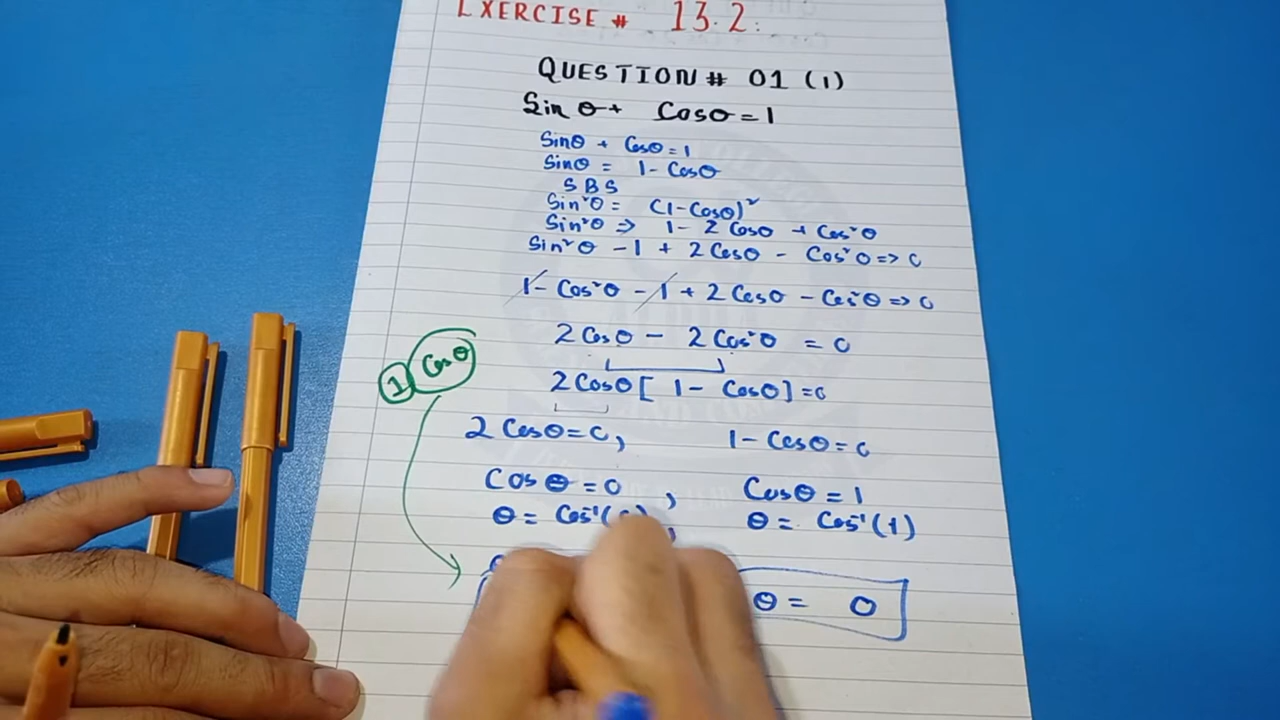 EXERCISE # 13.2:
QUESTION # 01 (1)
Sin θ + Cosθ = 1
Sinθ + Cosθ = 1
Sinθ = 1 - Cosθ
SBS
Sin²θ = (1-Cosθ)²
Sin²θ => 1 - 2 Cosθ + Cos²θ
Sin²θ - 1 + 2 Cosθ - Cos²θ => 0
1 - Cos²θ - 1 + 2 Cosθ - Cos²θ => 0
2 Cosθ - 2 Cos²θ = 0
1 Cosθ
2 Cosθ [ 1 - Cosθ ] = 0
2 Cosθ = 0, 1 - Cosθ = 0
Cos θ = 0, Cosθ = 1
θ = Cos⁻¹( θ = Cos⁻¹(1)
θ = 0